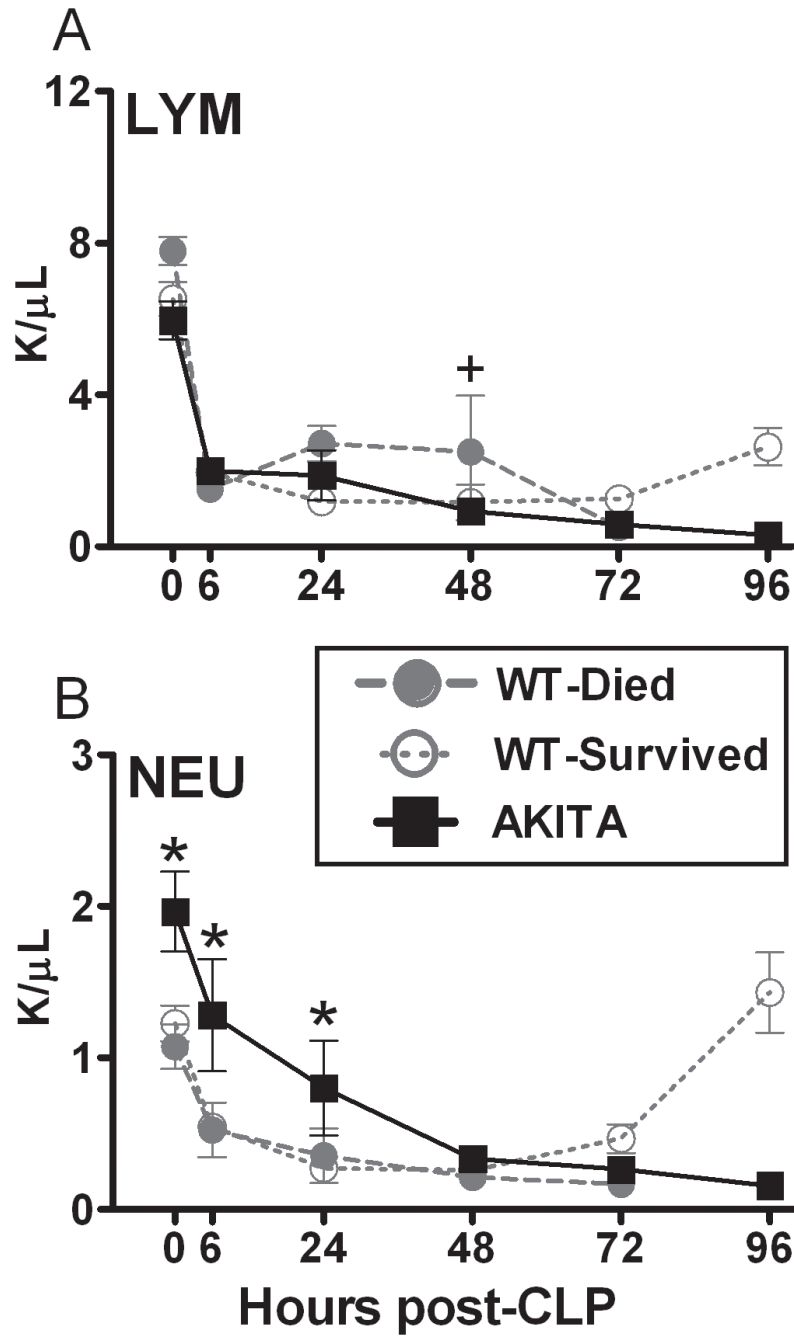 A
12
LYM
8
K/μL
+
4
0
0 6 24 48 72 96
WT-Died
WT-Survived
AKITA
B
3
NEU
*
2
*
K/μL
*
1
0
0 6 24 48 72 96
Hours post-CLP